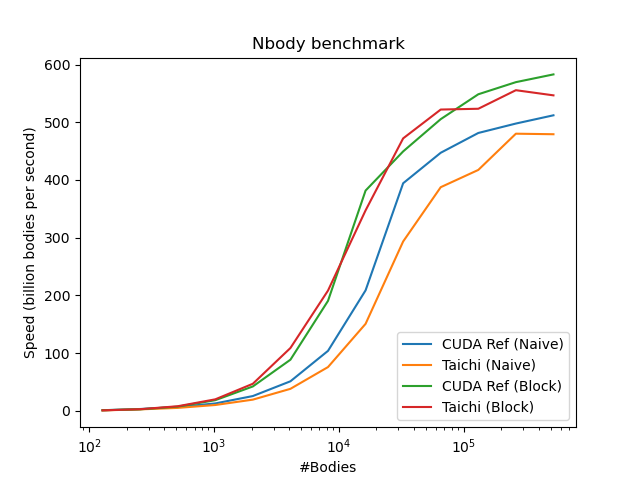 Nbody benchmark
Speed (billion bodies per second)
600
500
400
300
200
100
0
10²
10³
10⁴
10⁵
#Bodies
CUDA Ref (Naive)
Taichi (Naive)
CUDA Ref (Block)
Taichi (Block)